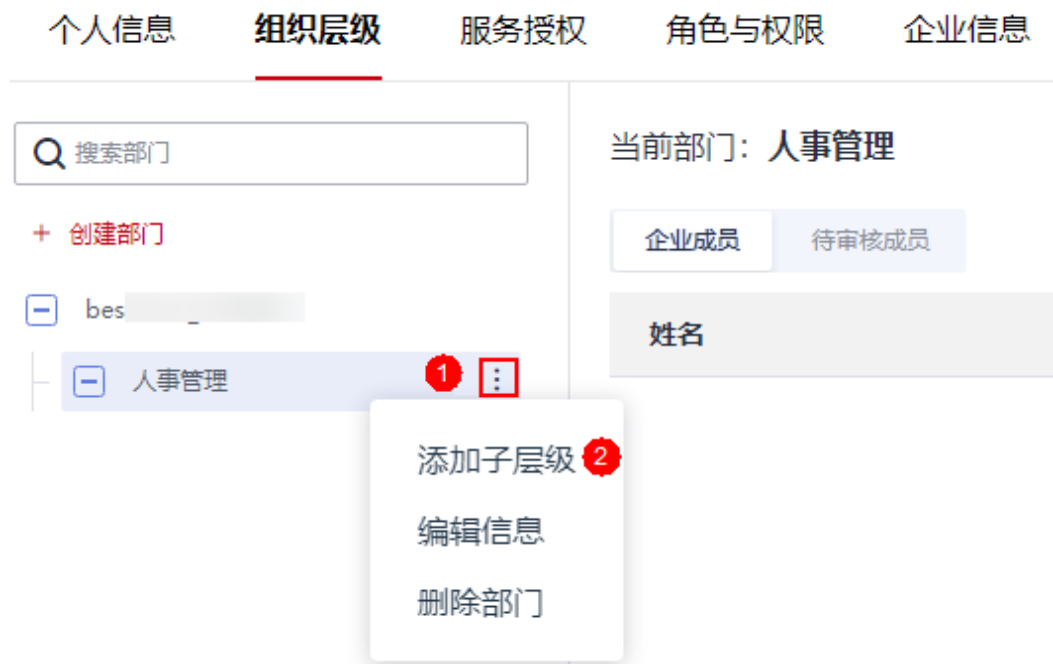 个人信息 组织层级 服务授权 角色与权限 企业信息
搜索部门
当前部门：人事管理
+ 创建部门
企业成员 待审核成员
bes
姓名
人事管理 1
添加子层级 2
编辑信息
删除部门